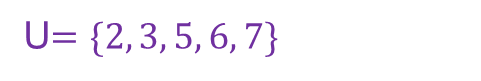 U= {2, 3, 5, 6, 7}